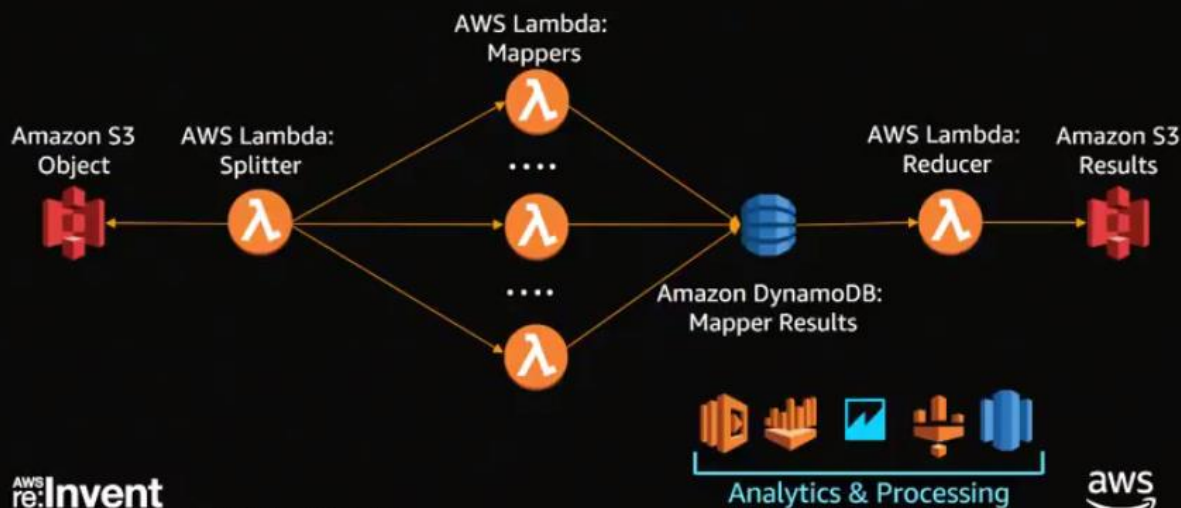 AWS Lambda:
Mappers
Amazon S3
Object
AWS Lambda:
Splitter
AWS Lambda:
Reducer
Amazon S3
Results
λ
....
λ
λ
λ
....
λ
Amazon DynamoDB:
Mapper Results
AWS
re:Invent
Analytics & Processing
aws